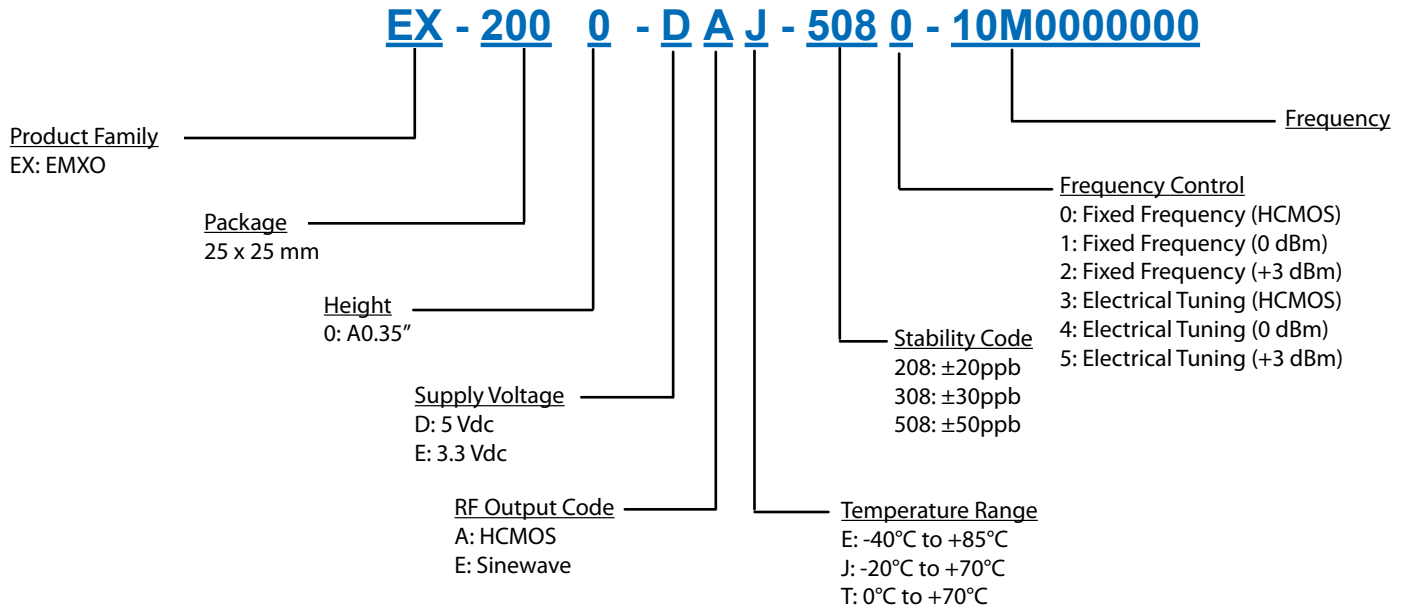 EX - 200 0 - D A J - 508 0 - 10M0000000
Product Family
EX: EMXO
Package
25 x 25 mm
Height
0: A0.35”
Supply Voltage
D: 5 Vdc
E: 3.3 Vdc
RF Output Code
A: HCMOS
E: Sinewave
Temperature Range
E: -40°C to +85°C
J: -20°C to +70°C
T: 0°C to +70°C
Stability Code
208: ±20ppb
308: ±30ppb
508: ±50ppb
Frequency Control
0: Fixed Frequency (HCMOS)
1: Fixed Frequency (0 dBm)
2: Fixed Frequency (+3 dBm)
3: Electrical Tuning (HCMOS)
4: Electrical Tuning (0 dBm)
5: Electrical Tuning (+3 dBm)
Frequency